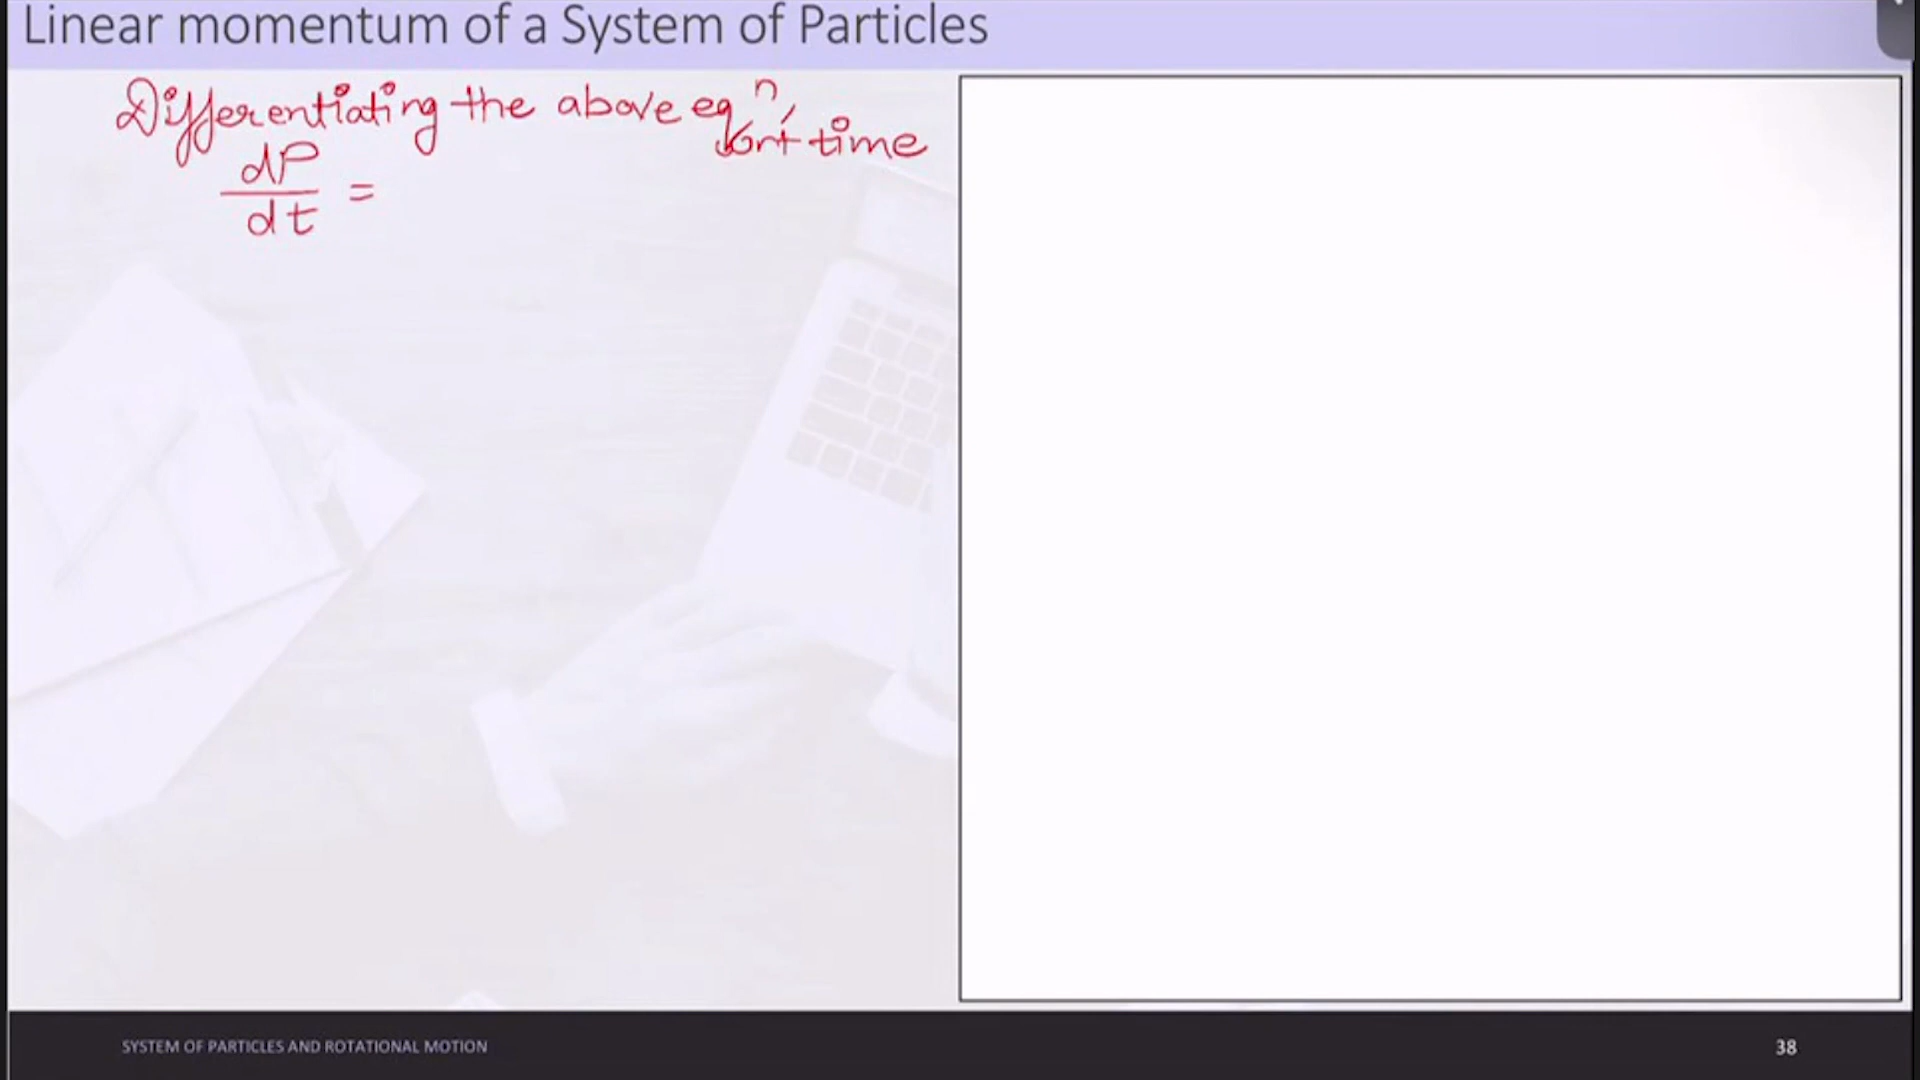 Linear momentum of a System of Particles
Differentiating the above eqⁿ,
wrt time
dP
dt =
SYSTEM OF PARTICLES AND ROTATIONAL MOTION
38